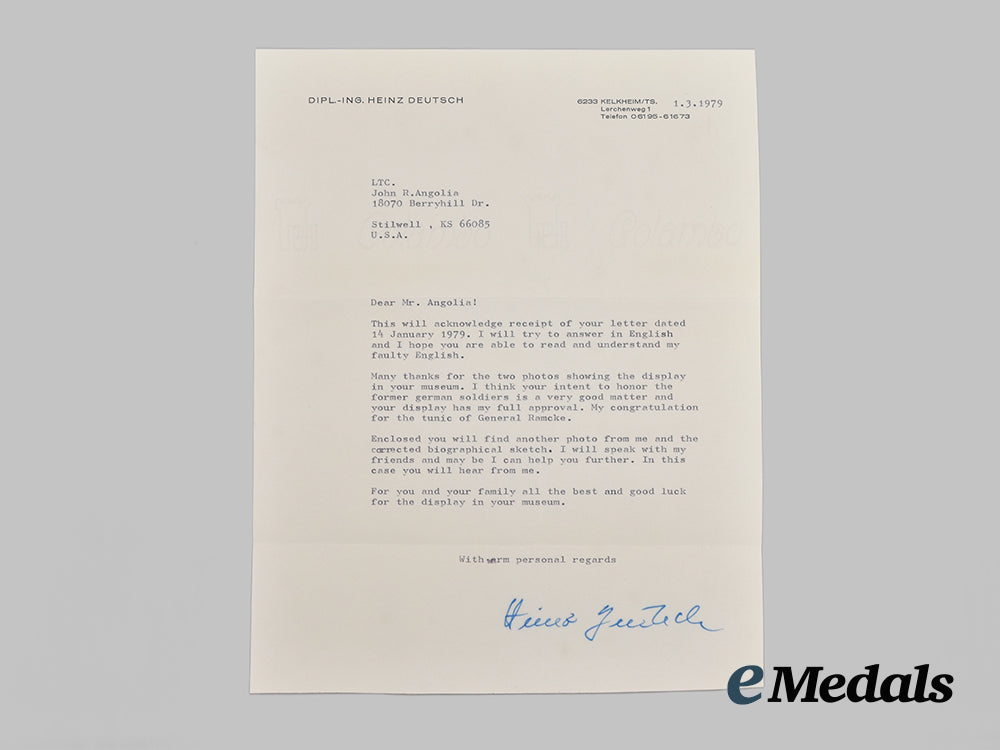 DIPL.-ING. HEINZ DEUTSCH
6233 KELKHEIM/TS. 1.3.1979
Lerchenweg 1
Telefon 06195-61673
LTC.
John R.Angolia
18070 Berryhill Dr.
Stilwell , KS 66085
U.S.A.
Dear Mr. Angolia!
This will acknowledge receipt of your letter dated
14 January 1979. I will try to answer in English
and I hope you are able to read and understand my
faulty English.
Many thanks for the two photos showing the display
in your museum. I think your intent to honor the
former german soldiers is a very good matter and
your display has my full approval. My congratulation
for the tunic of General Ramcke.
Enclosed you will find another photo from me and the
corrected biographical sketch. I will speak with my
friends and may be I can help you further. In this
case you will hear from me.
For you and your family all the best and good luck
for the display in your museum.
With warm personal regards
Heinz Deutsch
eMedals